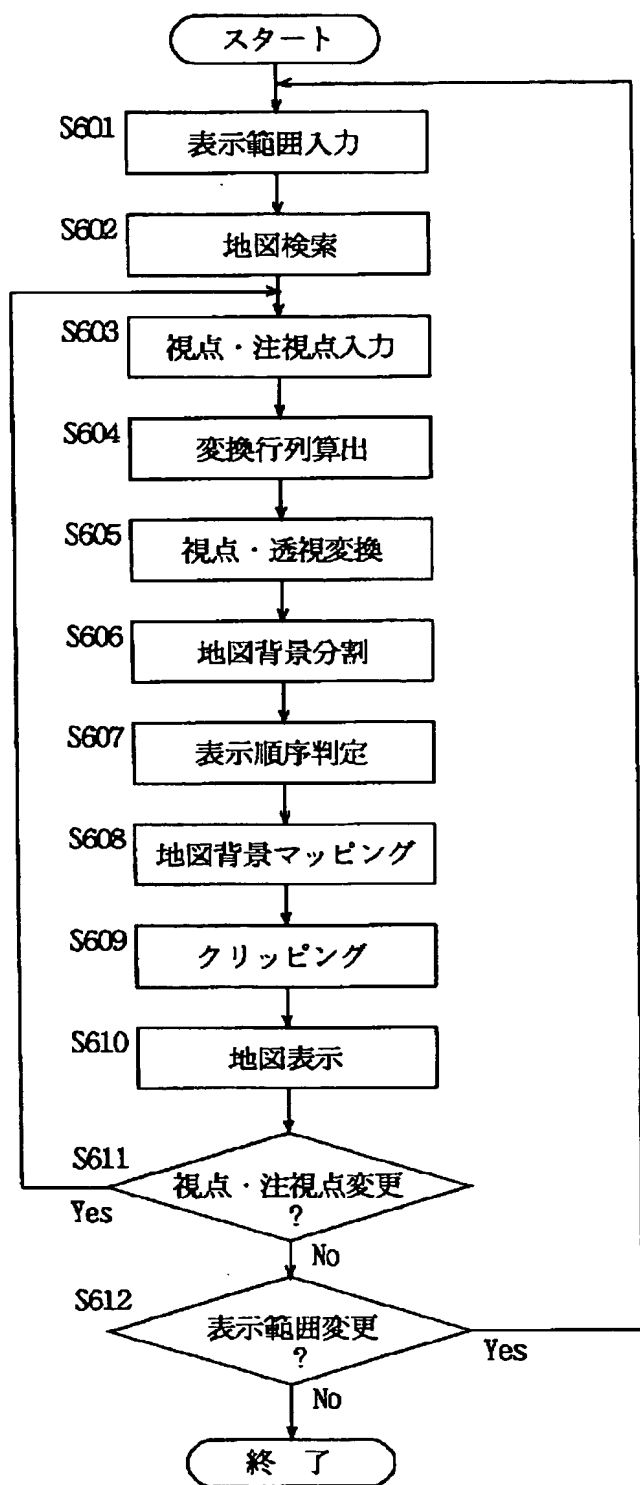 スタート
S601
表示範囲入力
S602
地図検索
S603
視点・注視点入力
S604
変換行列算出
S605
視点・透視変換
S606
地図背景分割
S607
表示順序判定
S608
地図背景マッピング
S609
クリッピング
S610
地図表示
S611
視点・注視点変更
?
Yes
No
S612
表示範囲変更
?
Yes
No
終了